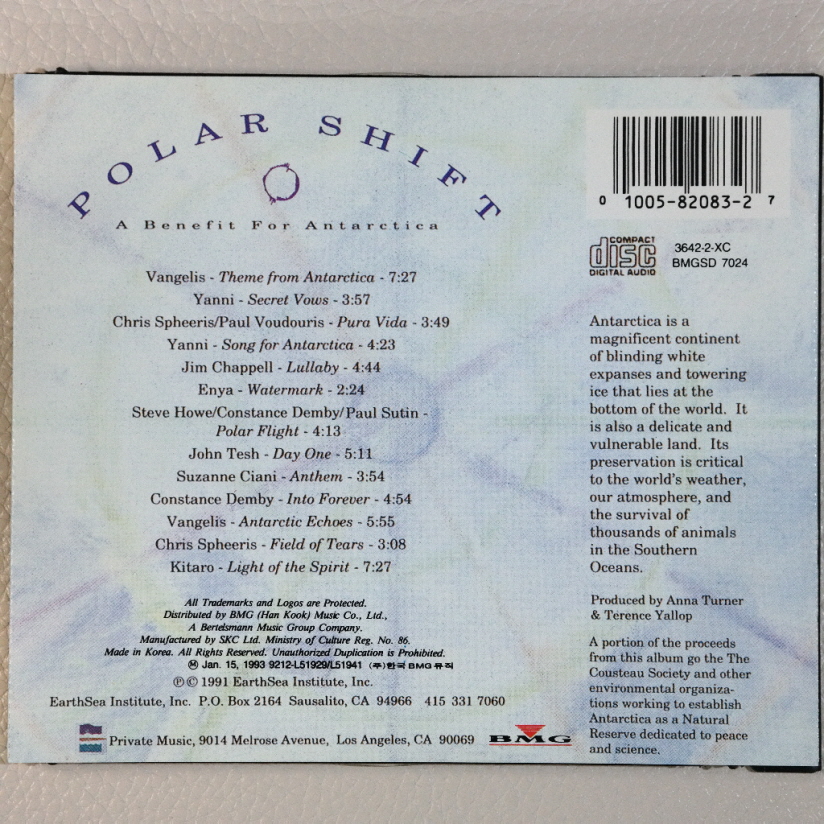 POLAR SHIFT
A Benefit For Antarctica
Vangelis - Theme from Antarctica - 7:27
Yanni - Secret Vows - 3:57
Chris Spheeris/Paul Voudouris - Pura Vida - 3:49
Yanni - Song for Antarctica - 4:23
Jim Chappell - Lullaby - 4:44
Enya - Watermark - 2:24
Steve Howe/Constance Demby/Paul Sutin -
Polar Flight - 4:13
John Tesh - Day One - 5:11
Suzanne Ciani - Anthem - 3:54
Constance Demby - Into Forever - 4:54
Vangelis - Antarctic Echoes - 5:55
Chris Spheeris - Field of Tears - 3:08
Kitaro - Light of the Spirit - 7:27
All Trademarks and Logos are Protected.
Distributed by BMG (Han Kook) Music Co., Ltd.,
A Bertelsmann Music Group Company.
Manufactured by SKC Ltd. Ministry of Culture Reg. No. 86.
Made in Korea. All Rights Reserved. Unauthorized Duplication is Prohibited.
Ⓜ Jan. 15, 1993 9212-L51929/L51941 (주)한국 BMG 뮤직
℗ © 1991 EarthSea Institute, Inc.
EarthSea Institute, Inc. P.O. Box 2164 Sausalito, CA 94966 415 331 7060
Private Music, 9014 Melrose Avenue, Los Angeles, CA 90069
BMG
0 1005-82083-2 7
COMPACT
disc
DIGITAL AUDIO
3642-2-XC
BMGSD 7024
Antarctica is a
magnificent continent
of blinding white
expanses and towering
ice that lies at the
bottom of the world. It
is also a delicate and
vulnerable land. Its
preservation is critical
to the world's weather,
our atmosphere, and
the survival of
thousands of animals
in the Southern
Oceans.
Produced by Anna Turner
& Terence Yallop
A portion of the proceeds
from this album go the The
Cousteau Society and other
environmental organiza-
tions working to establish
Antarctica as a Natural
Reserve dedicated to peace
and science.